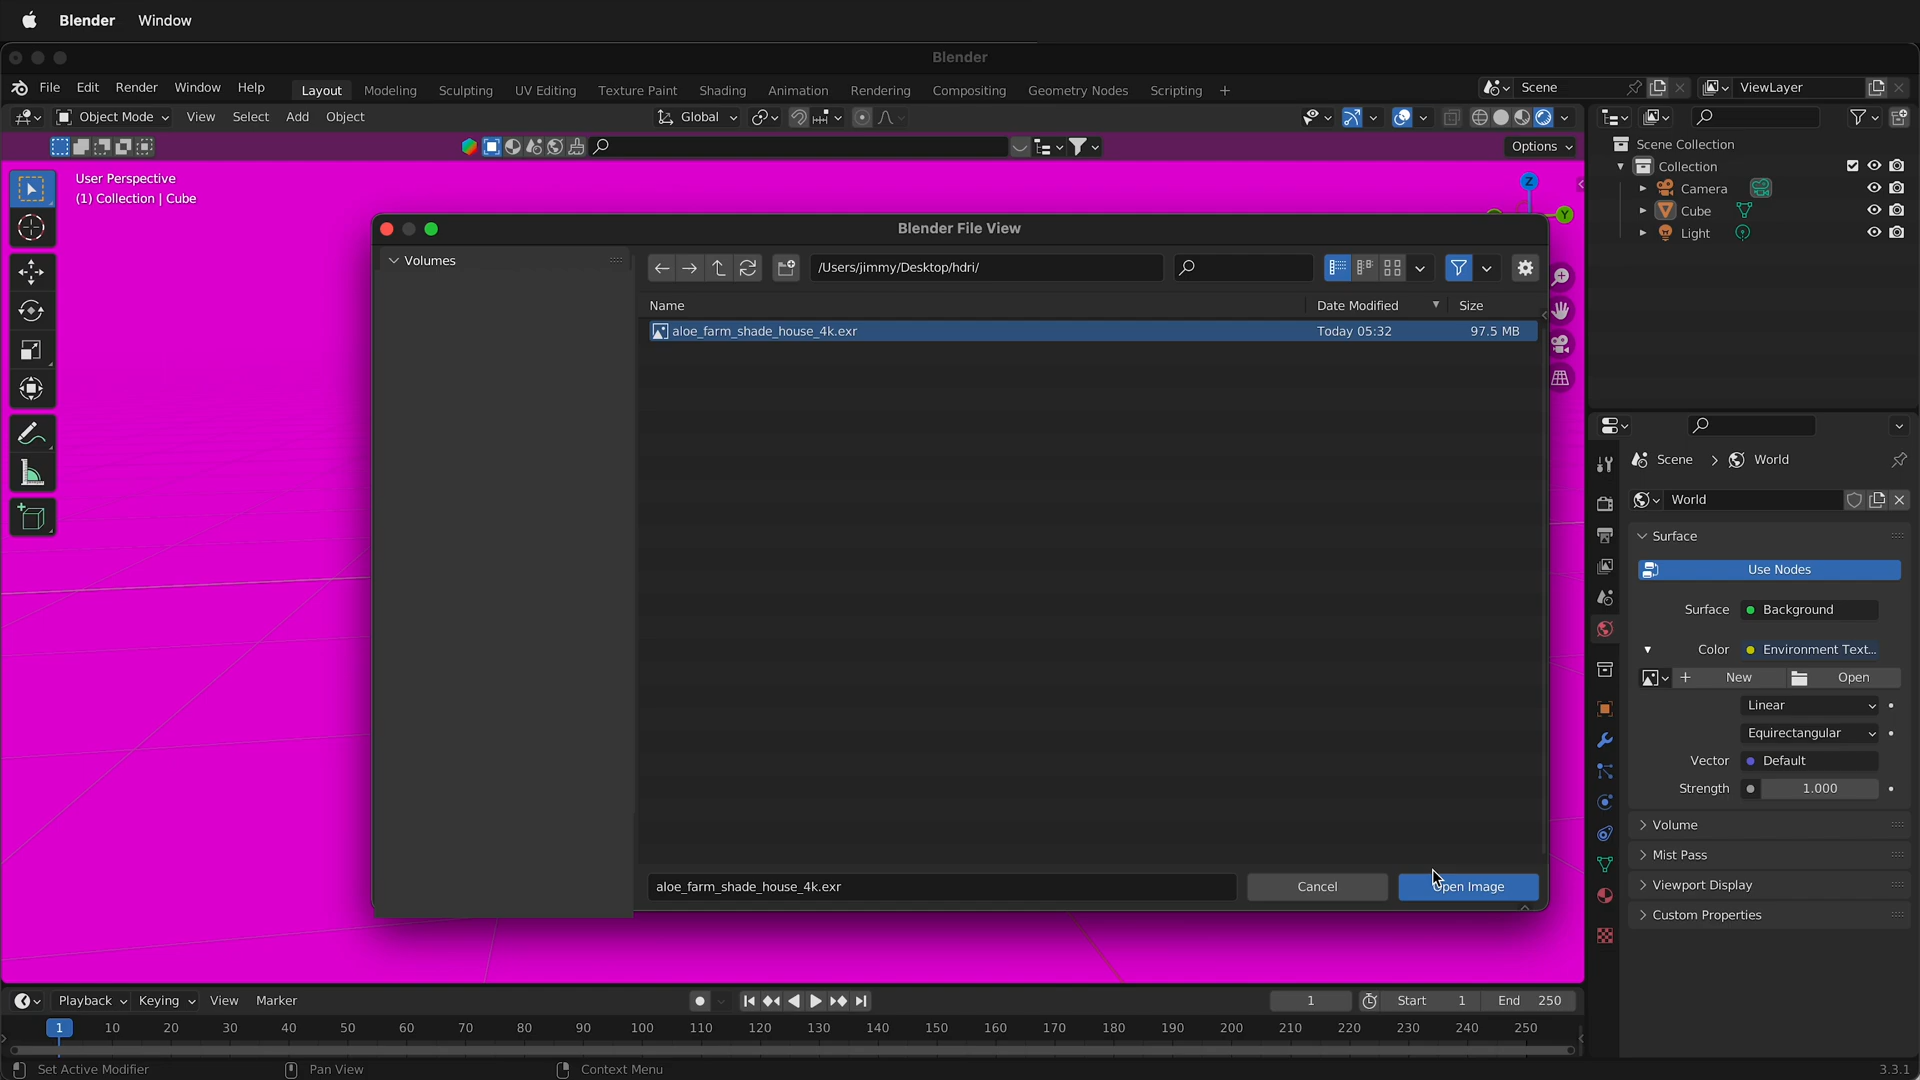 Blender Window
Blender
File Edit Render Window Help Layout Modeling Sculpting UV Editing Texture Paint Shading Animation Rendering Compositing Geometry Nodes Scripting + Scene ViewLayer
Object Mode View Select Add Object Global
Options
Scene Collection
Collection
Camera
Cube
Light
User Perspective
(1) Collection | Cube
Z
Y
Blender File View
Volumes
/Users/jimmy/Desktop/hdri/
Name Date Modified Size
aloe_farm_shade_house_4k.exr Today 05:32 97.5 MB
aloe_farm_shade_house_4k.exr Cancel Open Image
Scene > World
World
Surface
Use Nodes
Surface Background
Color Environment Text...
+ New Open
Linear
Equirectangular
Vector Default
Strength 1.000
Volume
Mist Pass
Viewport Display
Custom Properties
Playback Keying View Marker 1 Start 1 End 250
1 10 20 30 40 50 60 70 80 90 100 110 120 130 140 150 160 170 180 190 200 210 220 230 240 250
Set Active Modifier Pan View Context Menu 3.3.1